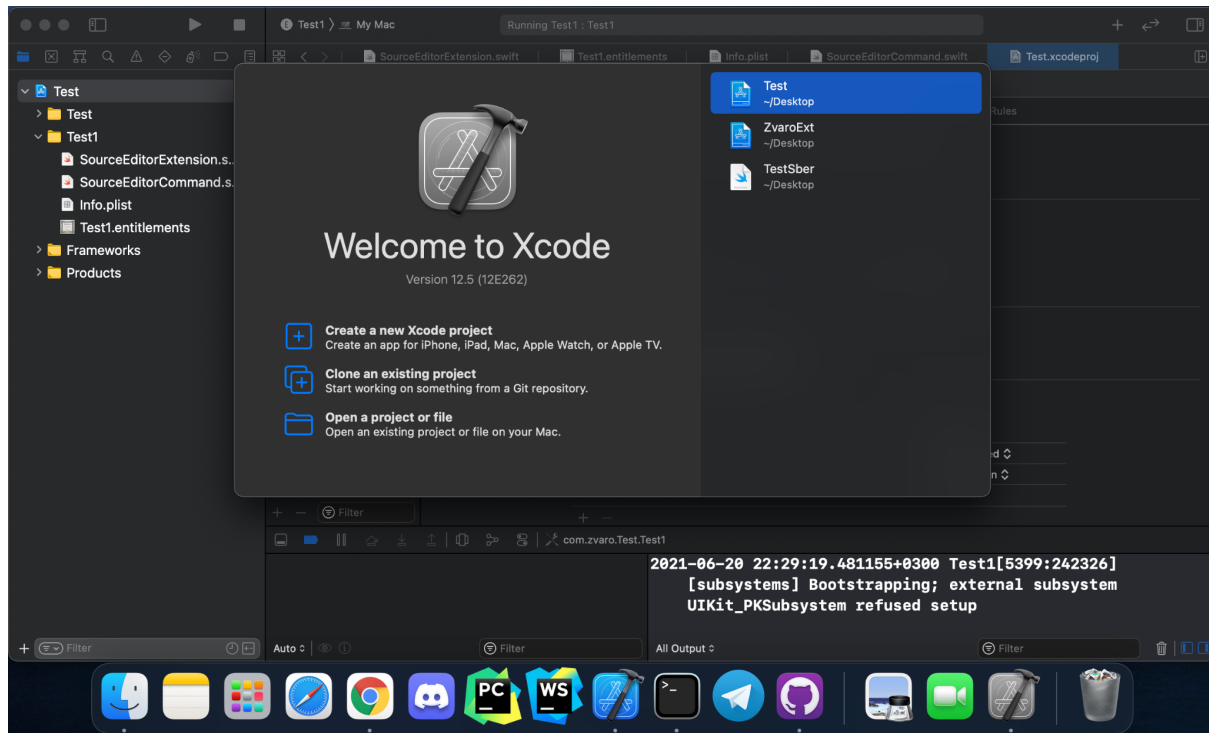 Test1 〉 My Mac
Running Test1 : Test1
SourceEditorExtension.swift
Test1.entitlements
Info.plist
SourceEditorCommand.swift
Test.xcodeproj
Test
Test
Test1
SourceEditorExtension.s...
SourceEditorCommand.s
Info.plist
Test1.entitlements
Frameworks
Products
Rules
Welcome to Xcode
Version 12.5 (12E262)
Create a new Xcode project
Create an app for iPhone, iPad, Mac, Apple Watch, or Apple TV.
Clone an existing project
Start working on something from a Git repository.
Open a project or file
Open an existing project or file on your Mac.
Test
~/Desktop
ZvaroExt
~/Desktop
TestSber
~/Desktop
Filter
com.zvaro.Test.Test1
2021-06-20 22:29:19.481155+0300 Test1[5399:242326]
[subsystems] Bootstrapping; external subsystem
UIKit_PKSubsystem refused setup
Filter
Auto
Filter
All Output
Filter
PC
WS